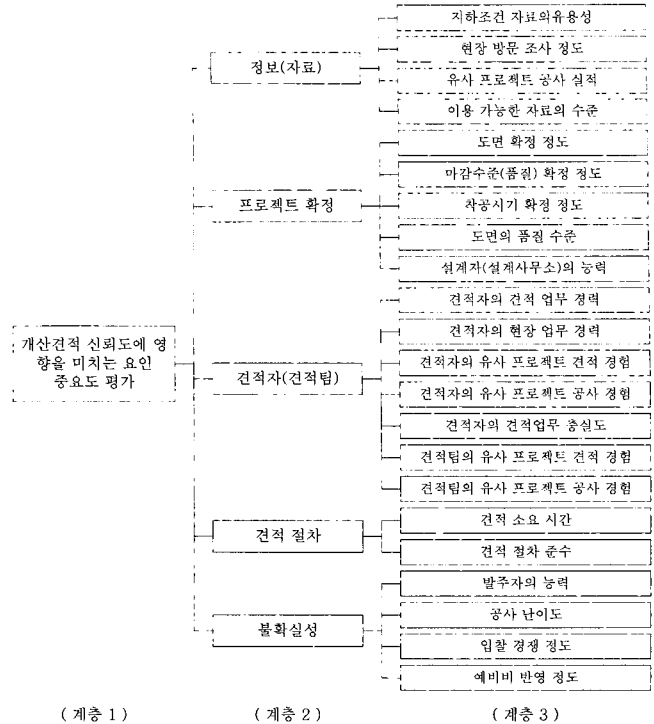 지하조건 자료의유용성
현장 방문 조사 정도
정보(자료)
유사 프로젝트 공사 실적
이용 가능한 자료의 수준
도면 확정 정도
마감수준(품질) 확정 정도
프로젝트 확정
착공시기 확정 정도
도면의 품질 수준
설계자(설계사무소)의 능력
견적자의 견적 업무 경력
견적자의 현장 업무 경력
개산견적 신뢰도에 영
향을 미치는 요인
중요도 평가
견적자(견적팀)
견적자의 유사 프로젝트 견적 경험
견적자의 유사 프로젝트 공사 경험
견적자의 견적업무 충실도
견적팀의 유사 프로젝트 견적 경험
견적팀의 유사 프로젝트 공사 경험
견적 절차
견적 소요 시간
견적 절차 준수
발주자의 능력
공사 난이도
불확실성
입찰 경쟁 정도
예비비 반영 정도
( 계층 1 )
( 계층 2 )
( 계층 3 )